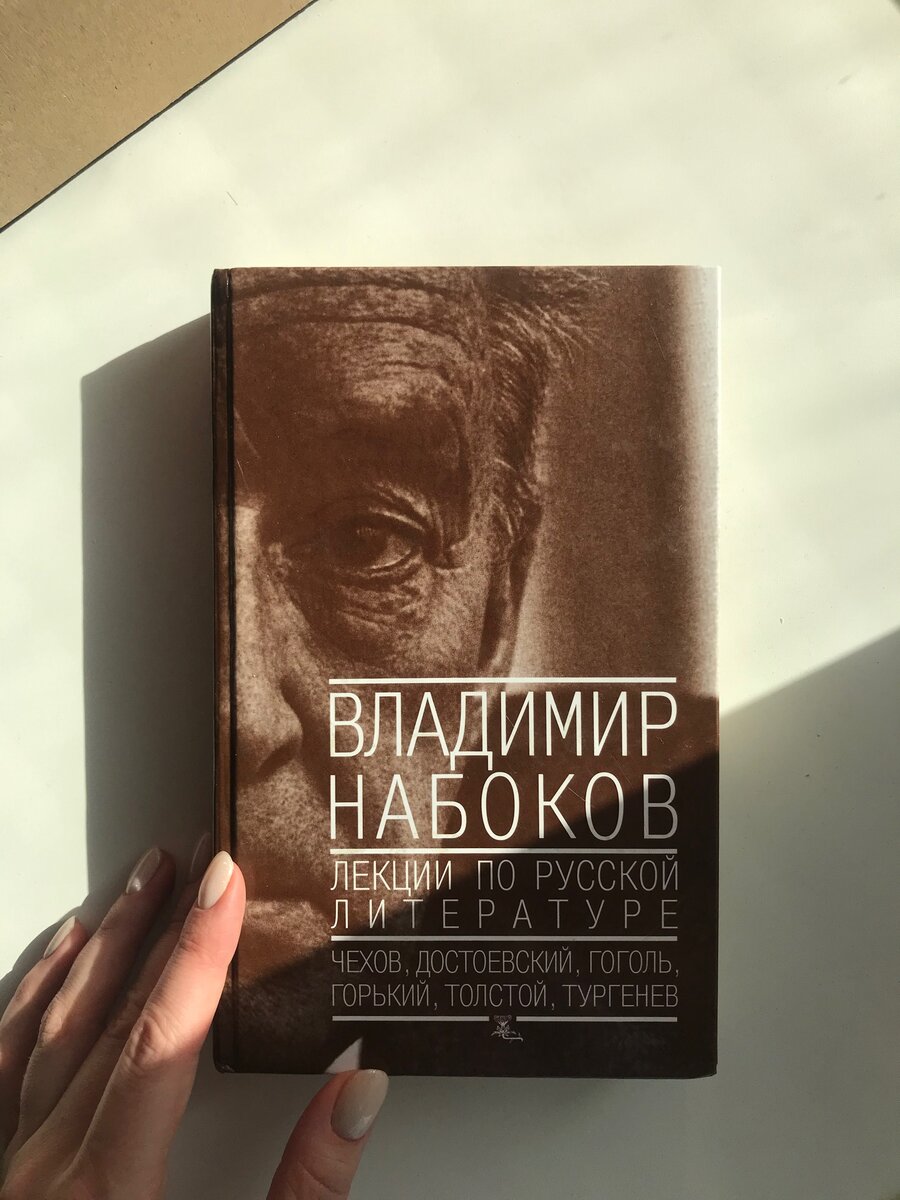 ВЛАДИМИР
НАБОКОВ
ЛЕКЦИИ ПО РУССКОЙ
ЛИТЕРАТУРЕ
ЧЕХОВ, ДОСТОЕВСКИЙ, ГОГОЛЬ,
ГОРЬКИЙ, ТОЛСТОЙ, ТУРГЕНЕВ